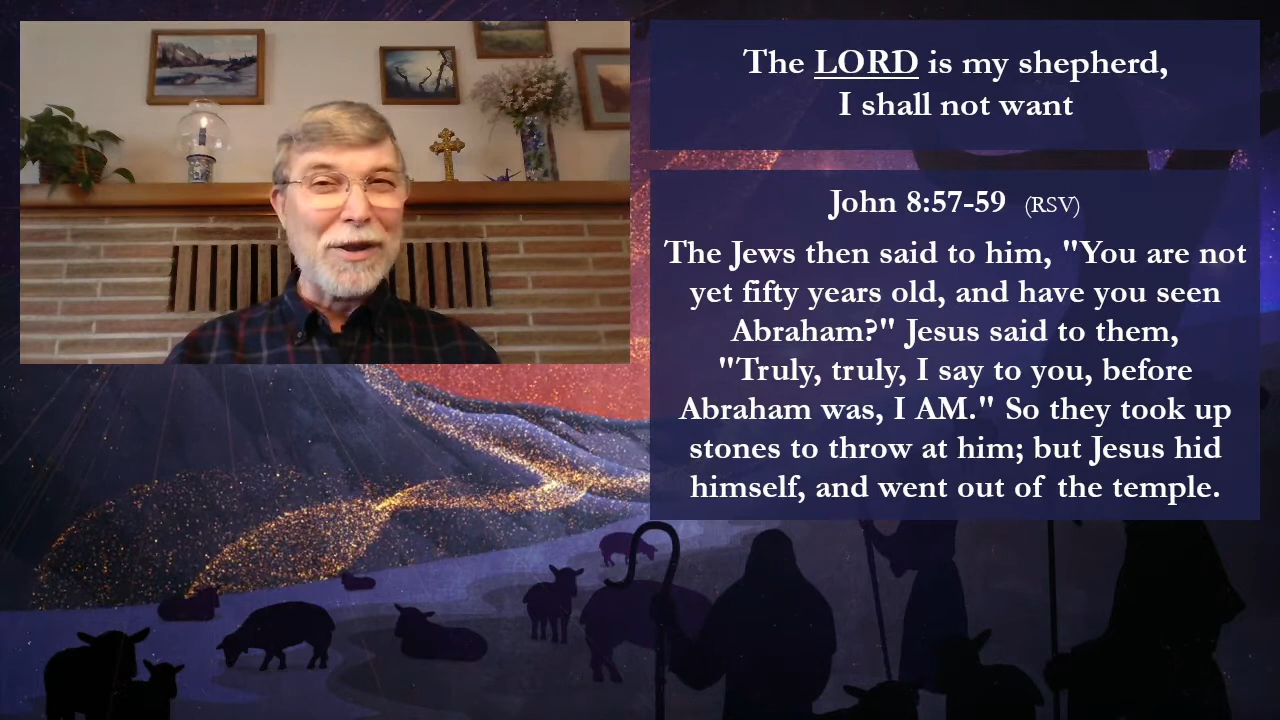 The LORD is my shepherd,
I shall not want
John 8:57-59 (RSV)
The Jews then said to him, "You are not
yet fifty years old, and have you seen
Abraham?" Jesus said to them,
"Truly, truly, I say to you, before
Abraham was, I AM." So they took up
stones to throw at him; but Jesus hid
himself, and went out of the temple.